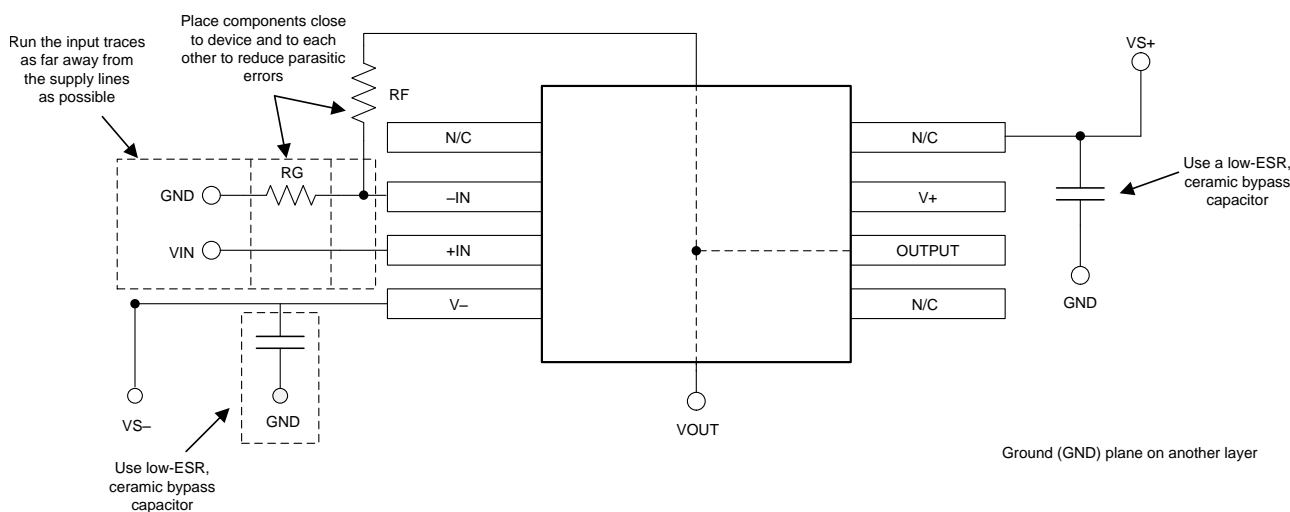 Run the input traces
as far away from
the supply lines
as possible
Place components close
to device and to each
other to reduce parasitic
errors
RF
N/C
RG
GND
–IN
VIN
+IN
V–
VS–
GND
Use low-ESR,
ceramic bypass
capacitor
VOUT
VS+
N/C
V+
OUTPUT
N/C
Use a low-ESR,
ceramic bypass
capacitor
GND
Ground (GND) plane on another layer